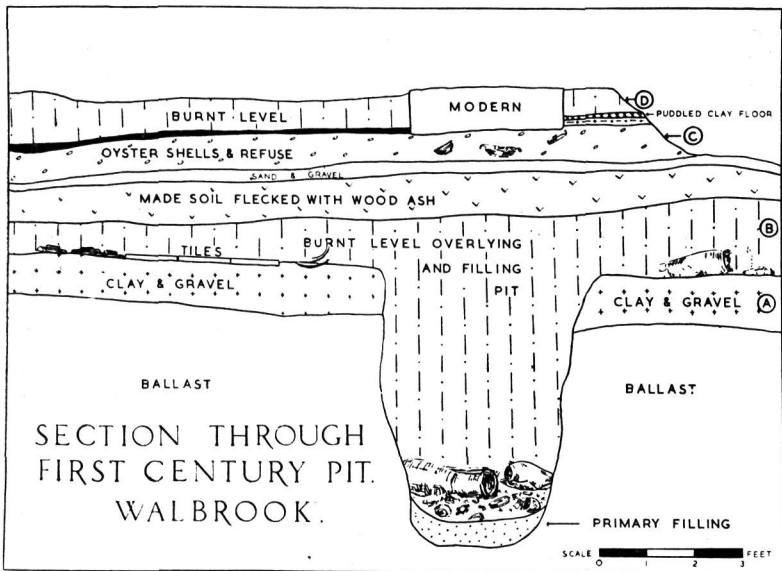 MODERN
D
BURNT LEVEL
PUDDLED CLAY FLOOR
C
OYSTER SHELLS & REFUSE
SAND & GRAVEL
MADE SOIL FLECKED WITH WOOD ASH
B
BURNT LEVEL OVERLYING
AND FILLING
PIT
TILES
CLAY & GRAVEL
CLAY & GRAVEL
A
BALLAST
BALLAST
SECTION THROUGH
FIRST CENTURY PIT.
WALBROOK.
PRIMARY FILLING
SCALE FEET
0 1 2 3